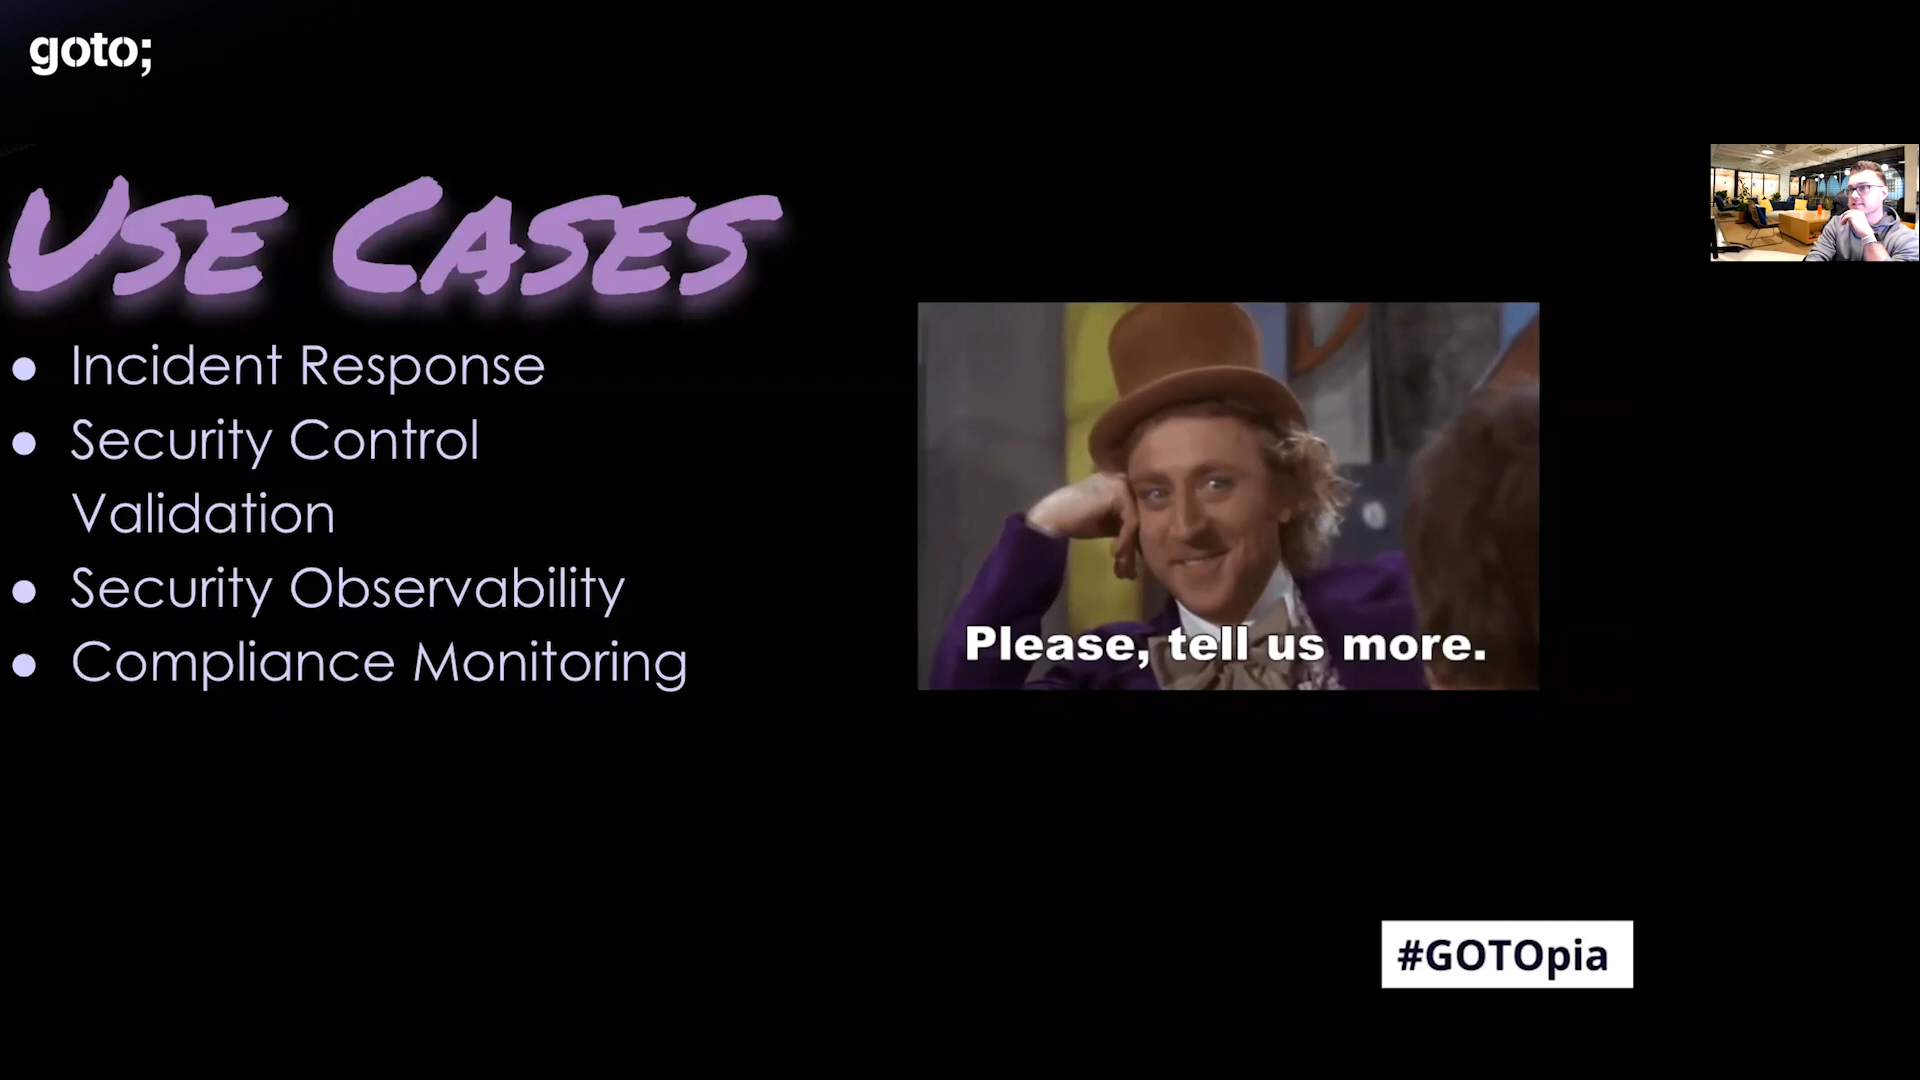 goto;
USE CASES
● Incident Response
● Security Control
Validation
● Security Observability
● Compliance Monitoring
Please, tell us more.
#GOTOpia